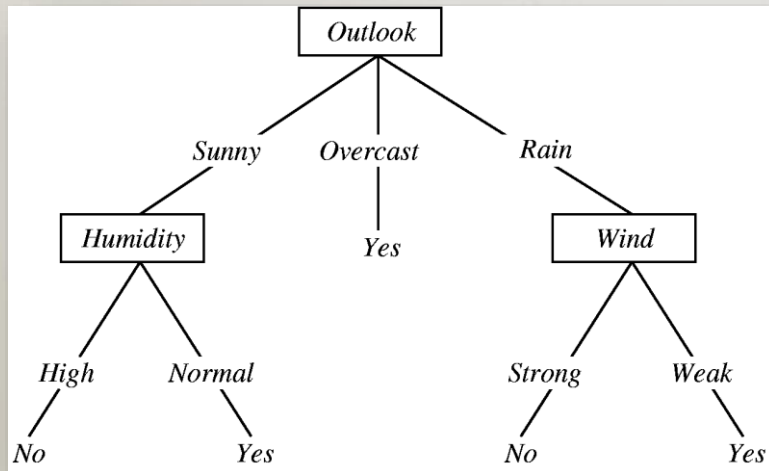 Outlook
Sunny Overcast Rain
Humidity Yes Wind
High Normal Strong Weak
No Yes No Yes